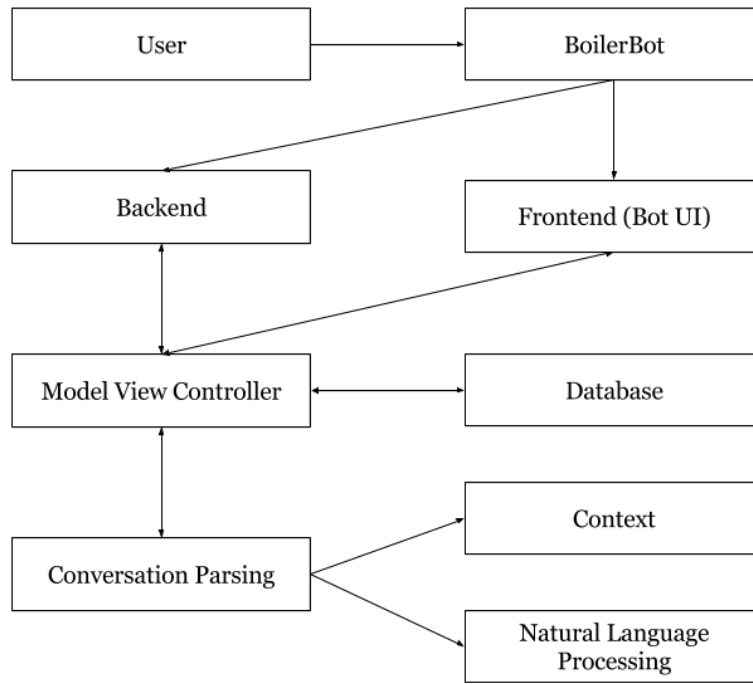 User
BoilerBot
Backend
Frontend (Bot UI)
Model View Controller
Database
Context
Conversation Parsing
Natural Language
Processing